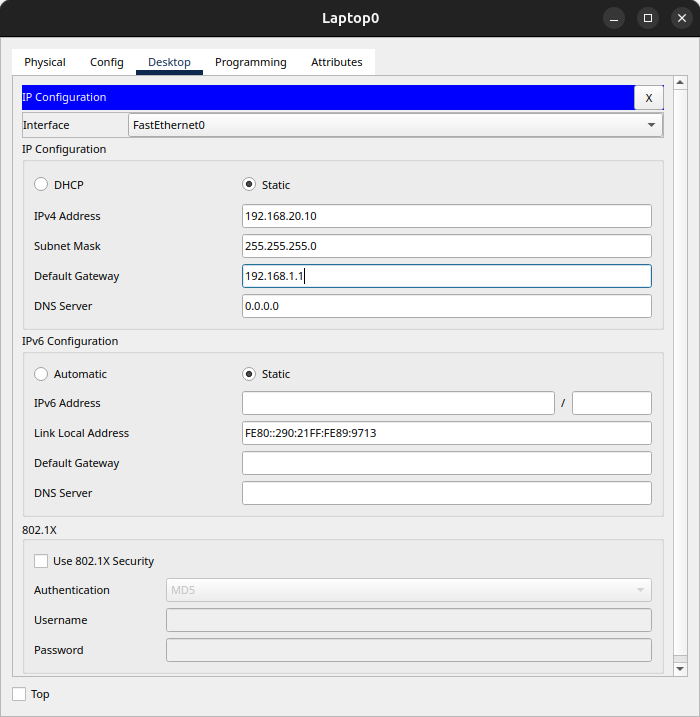 Laptop0
Physical Config Desktop Programming Attributes
IP Configuration X
Interface FastEthernet0
IP Configuration
DHCP Static
IPv4 Address 192.168.20.10
Subnet Mask 255.255.255.0
Default Gateway 192.168.1.1
DNS Server 0.0.0.0
IPv6 Configuration
Automatic Static
IPv6 Address /
Link Local Address FE80::290:21FF:FE89:9713
Default Gateway
DNS Server
802.1X
Use 802.1X Security
Authentication MD5
Username
Password
Top